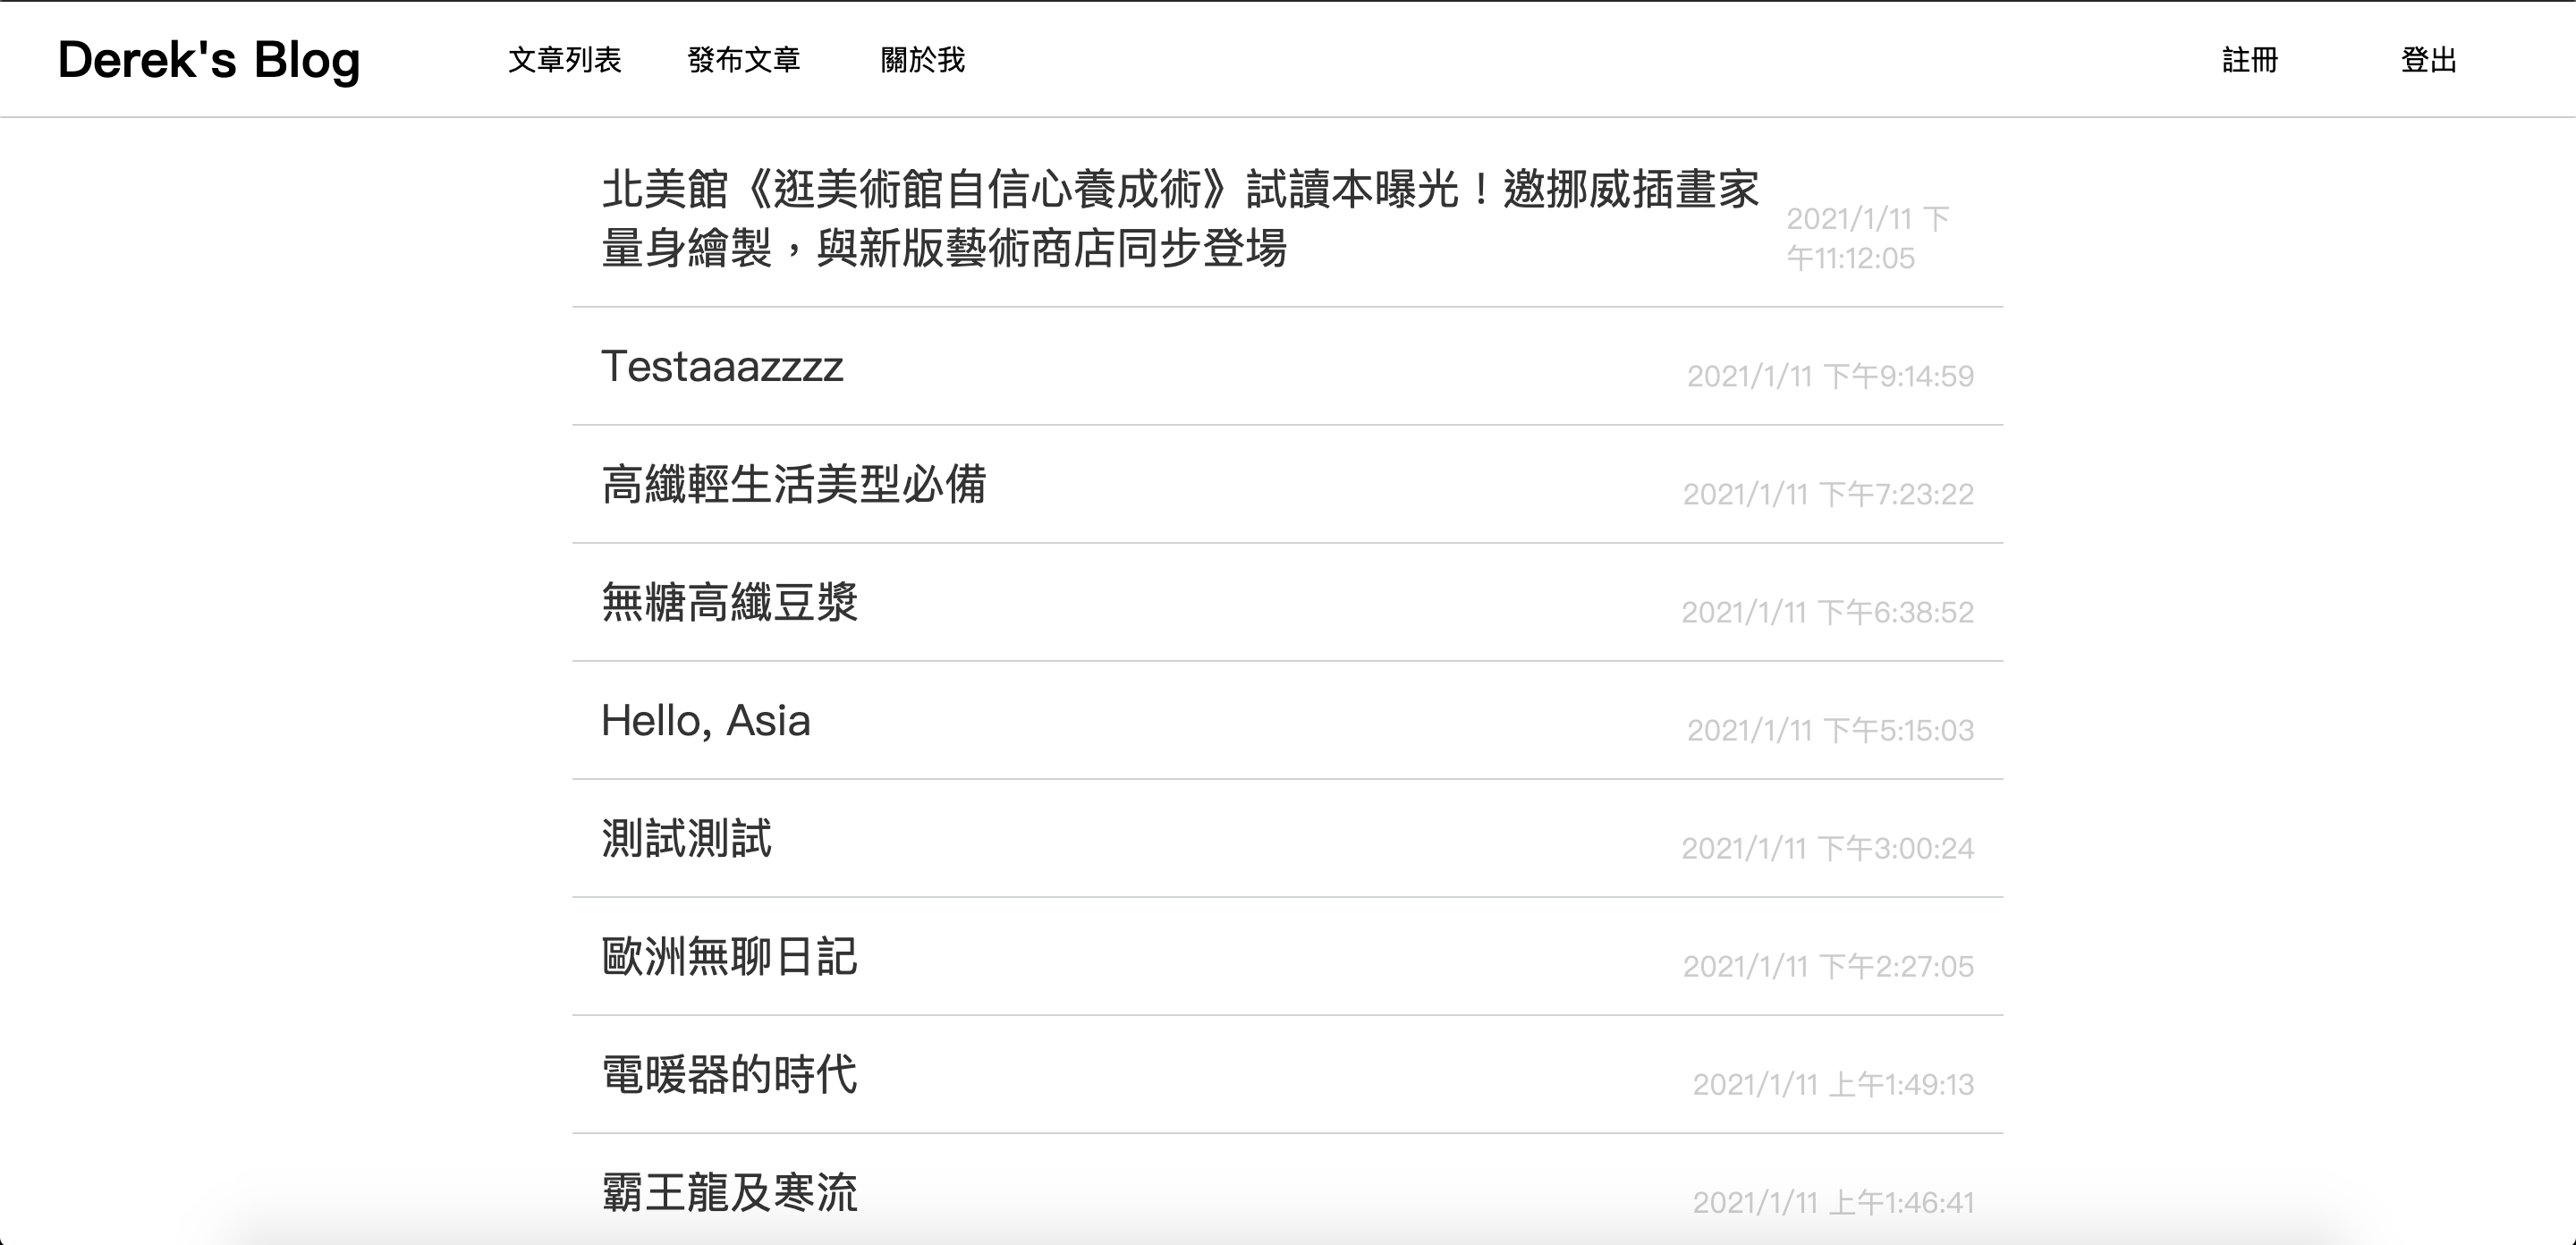 Derek's Blog 文章列表 發布文章 關於我 註冊 登出
北美館《逛美術館自信心養成術》試讀本曝光！邀挪威插畫家
量身繪製，與新版藝術商店同步登場
2021/1/11 下
午11:12:05
Testaaazzzz 2021/1/11 下午9:14:59
高纖輕生活美型必備 2021/1/11 下午7:23:22
無糖高纖豆漿 2021/1/11 下午6:38:52
Hello, Asia 2021/1/11 下午5:15:03
測試測試 2021/1/11 下午3:00:24
歐洲無聊日記 2021/1/11 下午2:27:05
電暖器的時代 2021/1/11 上午1:49:13
霸王龍及寒流 2021/1/11 上午1:46:41